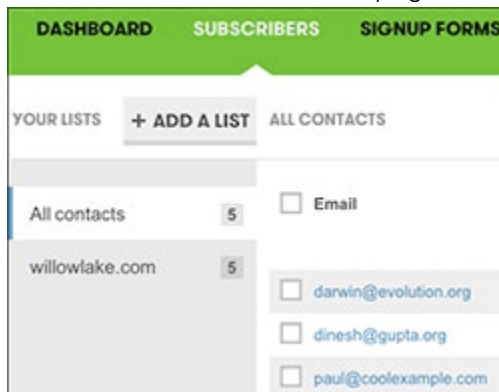 DASHBOARD SUBSCRIBERS SIGNUP FORMS
YOUR LISTS + ADD A LIST ALL CONTACTS
All contacts 5
Email
willowlake.com 5
darwin@evolution.org
dinesh@gupta.org
paul@coolexample.com